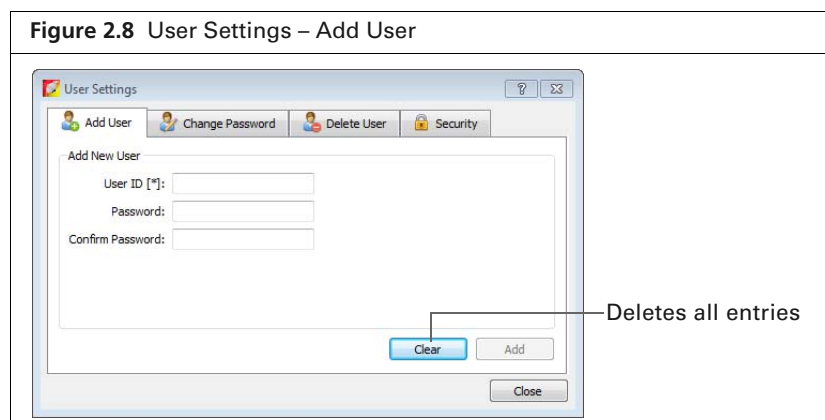 Figure 2.8 User Settings – Add User
User Settings
Add User Change Password Delete User Security
Add New User
User ID [*]:
Password:
Confirm Password:
Deletes all entries
Clear Add
Close